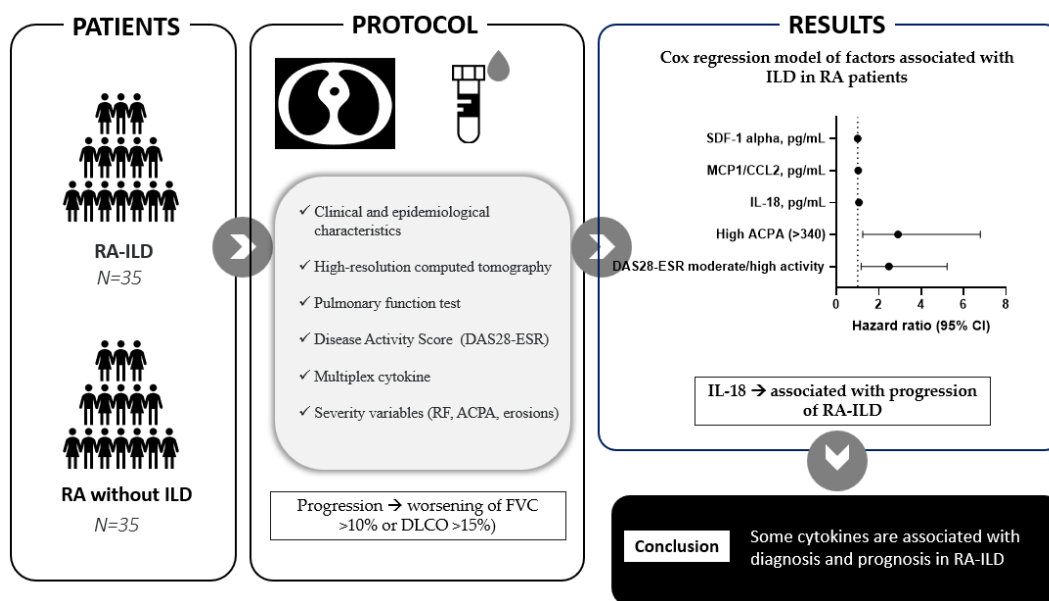 PATIENTS
RA-ILD
N=35
RA without ILD
N=35
PROTOCOL
✓ Clinical and epidemiological
characteristics
✓ High-resolution computed tomography
✓ Pulmonary function test
✓ Disease Activity Score (DAS28-ESR)
✓ Multiplex cytokine
✓ Severity variables (RF, ACPA, erosions)
Progression → worsening of FVC
>10% or DLCO >15%)
RESULTS
Cox regression model of factors associated with
ILD in RA patients
SDF-1 alpha, pg/mL
MCP1/CCL2, pg/mL
IL-18, pg/mL
High ACPA (>340)
DAS28-ESR moderate/high activity
0 2 4 6 8
Hazard ratio (95% CI)
IL-18 → associated with progression
of RA-ILD
Conclusion
Some cytokines are associated with
diagnosis and prognosis in RA-ILD